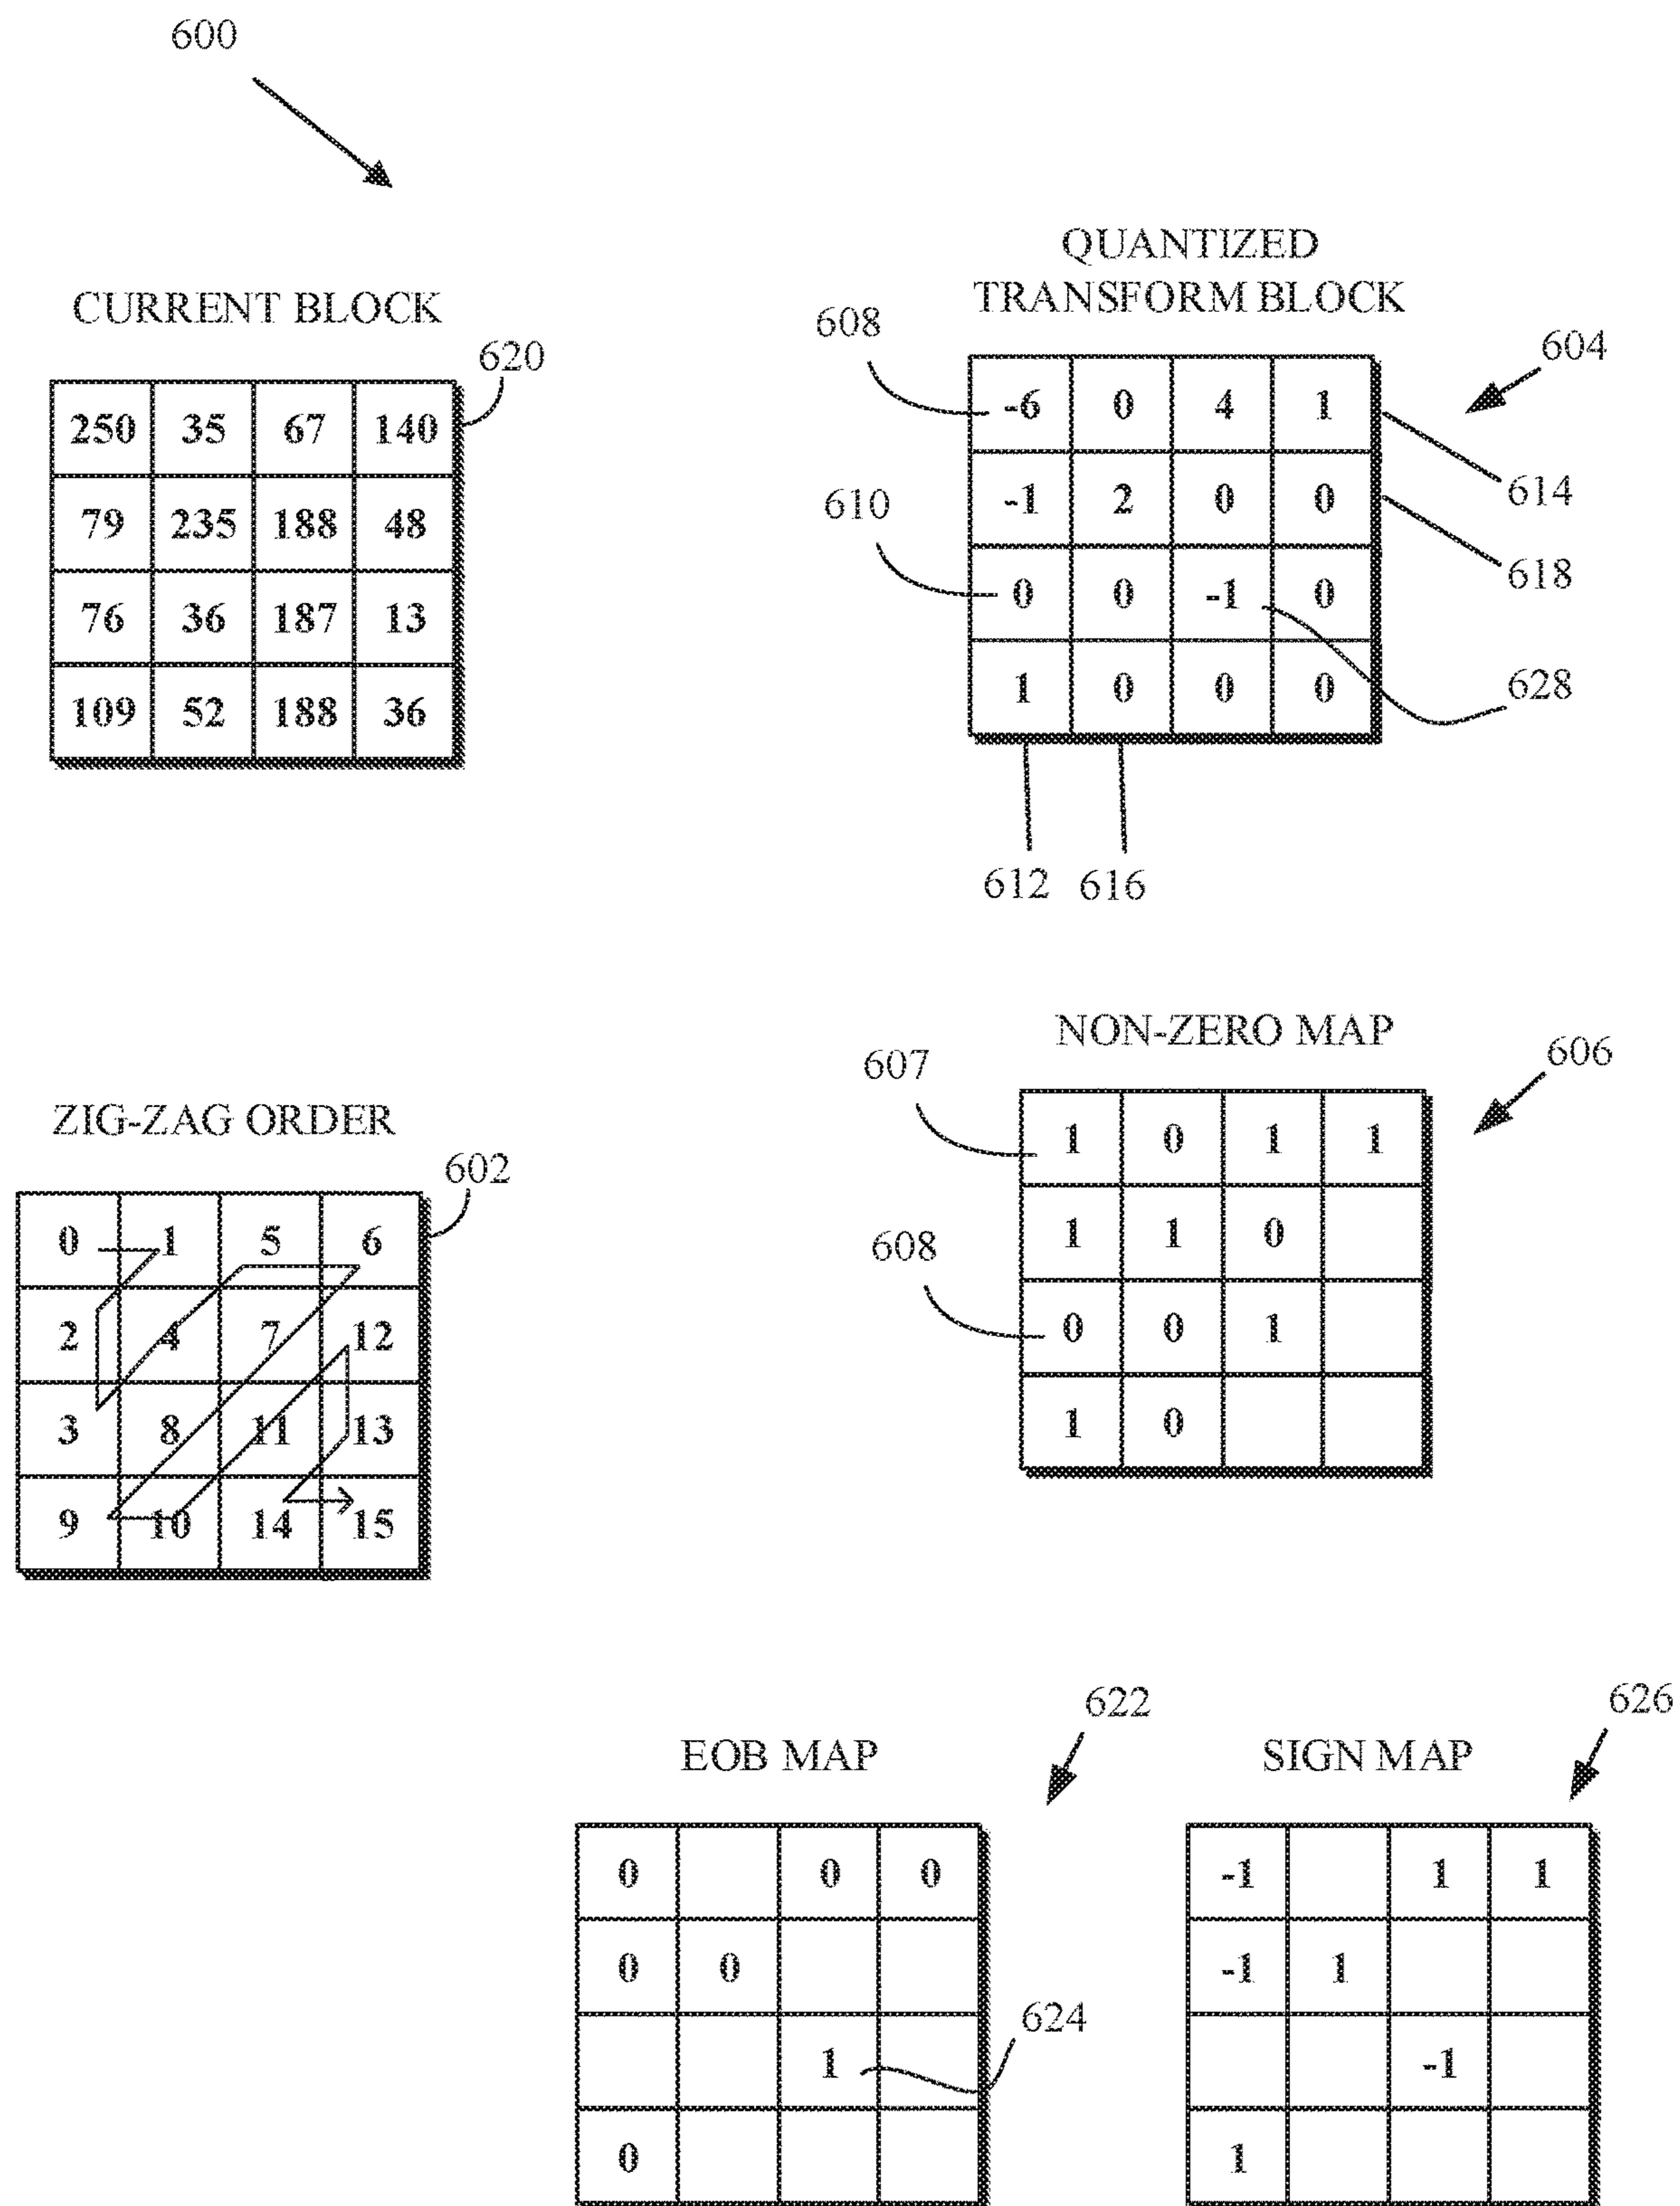 600
CURRENT BLOCK
620
250 35 67 140
79 235 188 48
76 36 187 13
109 52 188 36
QUANTIZED
TRANSFORM BLOCK
608
604
-6 0 4 1
614
610
-1 2 0 0
618
0 0 -1 0
628
1 0 0 0
612 616
ZIG-ZAG ORDER
602
0 1 5 6
2 4 7 12
3 8 11 13
9 10 14 15
NON-ZERO MAP
607
606
1 0 1 1
1 1 0
608
0 0 1
1 0
EOB MAP
622
0 0 0
0 0
624
1
0
SIGN MAP
626
-1 1 1
-1 1
-1
1